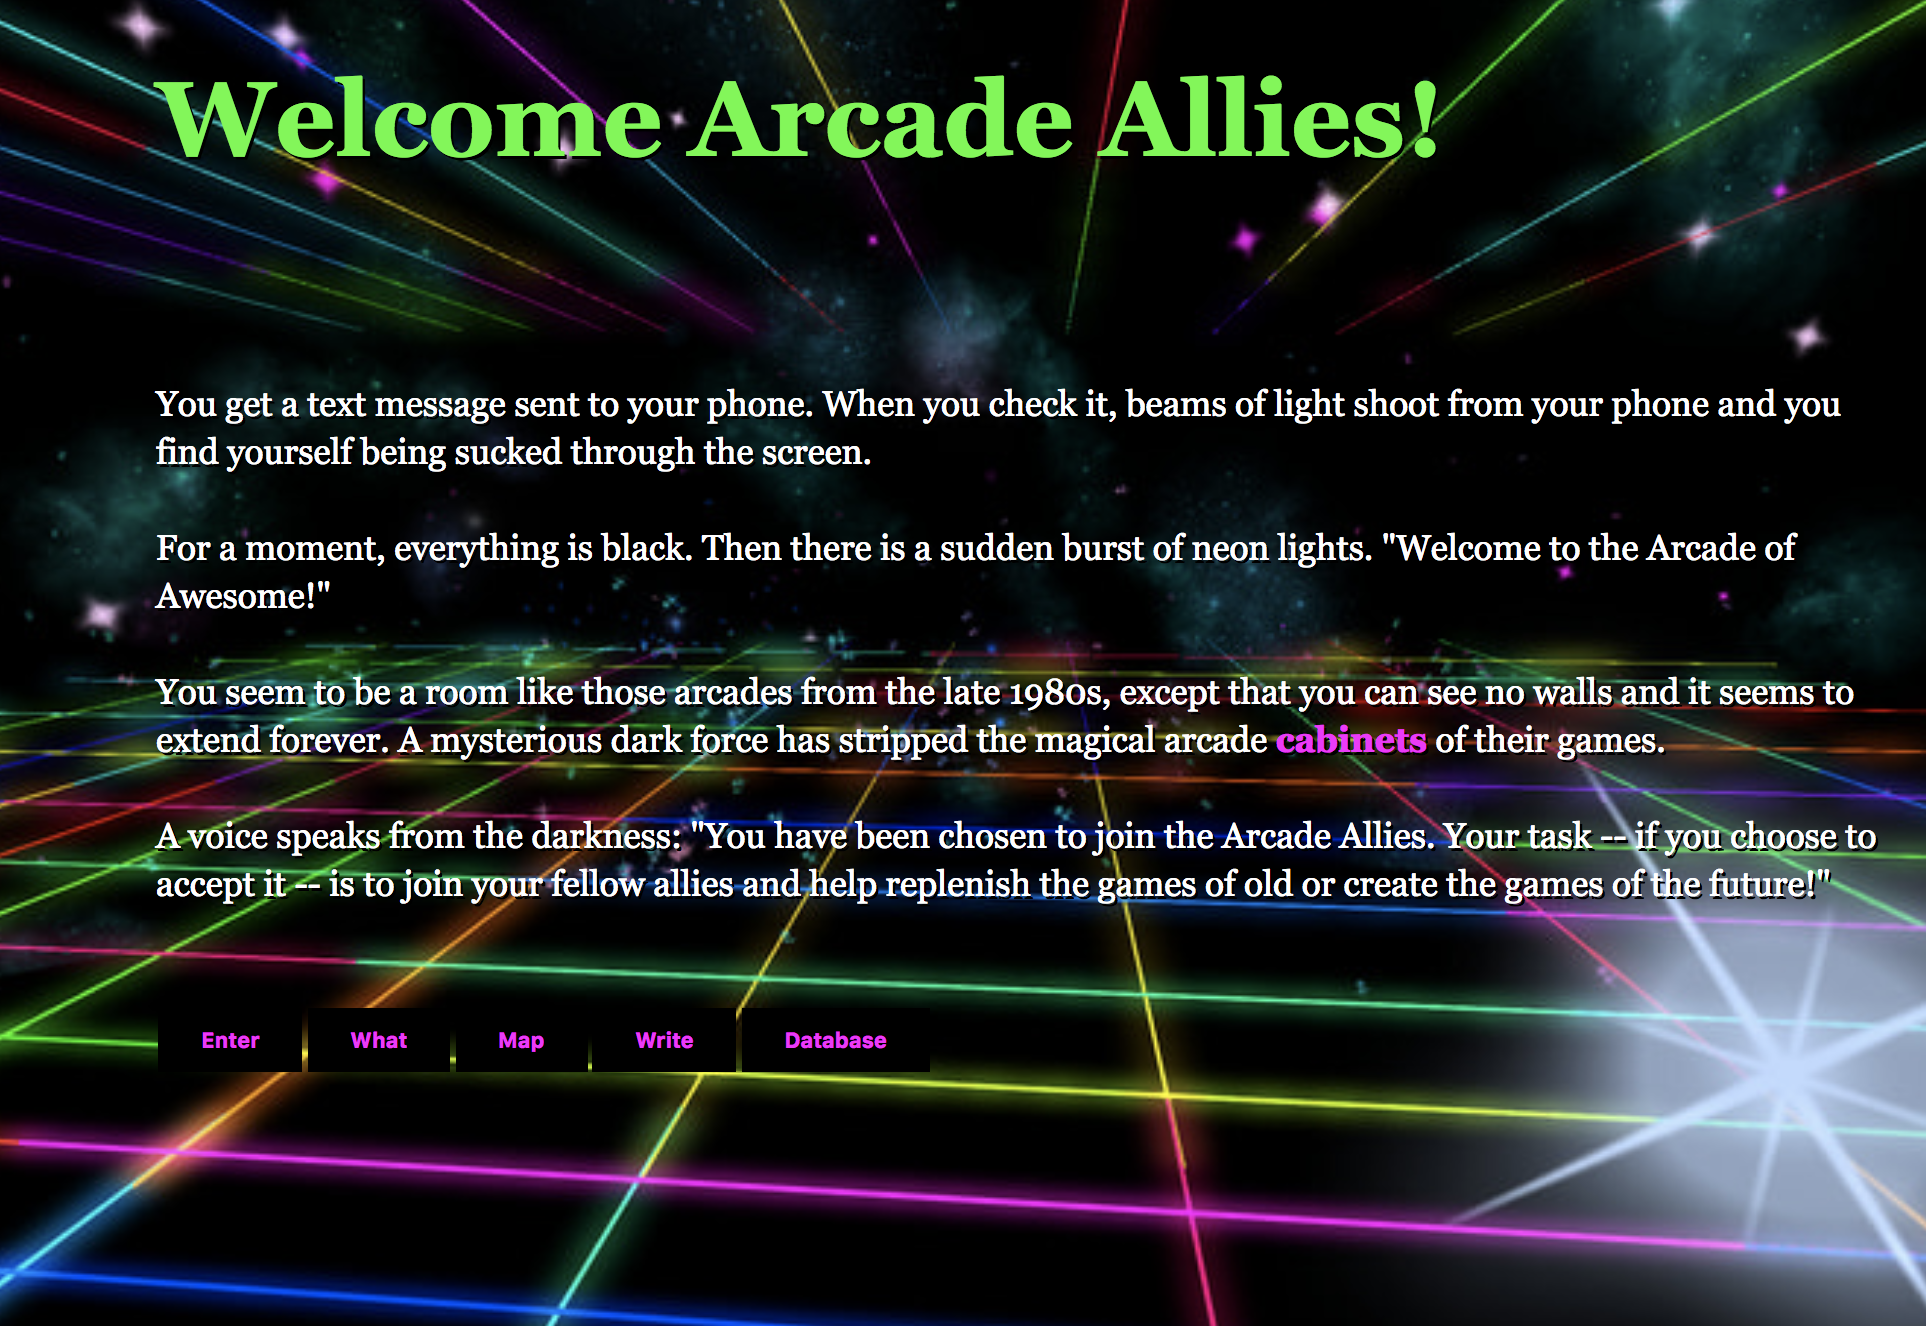 Welcome Arcade Allies!
You get a text message sent to your phone. When you check it, beams of light shoot from your phone and you
find yourself being sucked through the screen.
For a moment, everything is black. Then there is a sudden burst of neon lights. "Welcome to the Arcade of
Awesome!"
You seem to be a room like those arcades from the late 1980s, except that you can see no walls and it seems to
extend forever. A mysterious dark force has stripped the magical arcade cabinets of their games.
A voice speaks from the darkness: "You have been chosen to join the Arcade Allies. Your task -- if you choose to
accept it -- is to join your fellow allies and help replenish the games of old or create the games of the future!"
Enter What Map Write Database